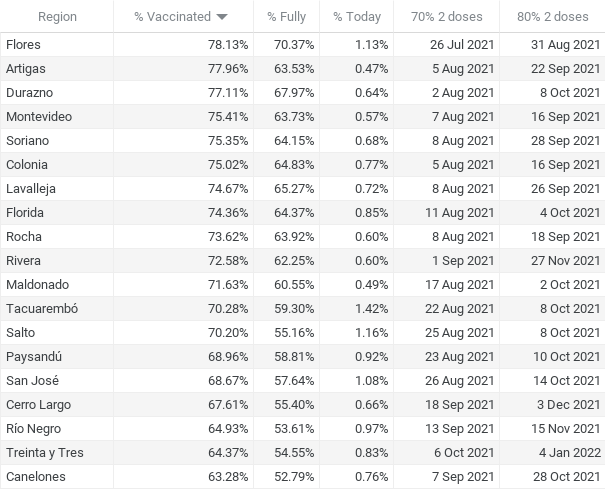 Region % Vaccinated % Fully % Today 70% 2 doses 80% 2 doses
Flores 78.13% 70.37% 1.13% 26 Jul 2021 31 Aug 2021
Artigas 77.96% 63.53% 0.47% 5 Aug 2021 22 Sep 2021
Durazno 77.11% 67.97% 0.64% 2 Aug 2021 8 Oct 2021
Montevideo 75.41% 63.73% 0.57% 7 Aug 2021 16 Sep 2021
Soriano 75.35% 64.15% 0.68% 8 Aug 2021 28 Sep 2021
Colonia 75.02% 64.83% 0.77% 5 Aug 2021 16 Sep 2021
Lavalleja 74.67% 65.27% 0.72% 8 Aug 2021 26 Sep 2021
Florida 74.36% 64.37% 0.85% 11 Aug 2021 4 Oct 2021
Rocha 73.62% 63.92% 0.60% 8 Aug 2021 18 Sep 2021
Rivera 72.58% 62.25% 0.60% 1 Sep 2021 27 Nov 2021
Maldonado 71.63% 60.55% 0.49% 17 Aug 2021 2 Oct 2021
Tacuarembó 70.28% 59.30% 1.42% 22 Aug 2021 8 Oct 2021
Salto 70.20% 55.16% 1.16% 25 Aug 2021 8 Oct 2021
Paysandú 68.96% 58.81% 0.92% 23 Aug 2021 10 Oct 2021
San José 68.67% 57.64% 1.08% 26 Aug 2021 14 Oct 2021
Cerro Largo 67.61% 55.40% 0.66% 18 Sep 2021 3 Dec 2021
Río Negro 64.93% 53.61% 0.97% 13 Sep 2021 15 Nov 2021
Treinta y Tres 64.37% 54.55% 0.83% 6 Oct 2021 4 Jan 2022
Canelones 63.28% 52.79% 0.76% 7 Sep 2021 28 Oct 2021